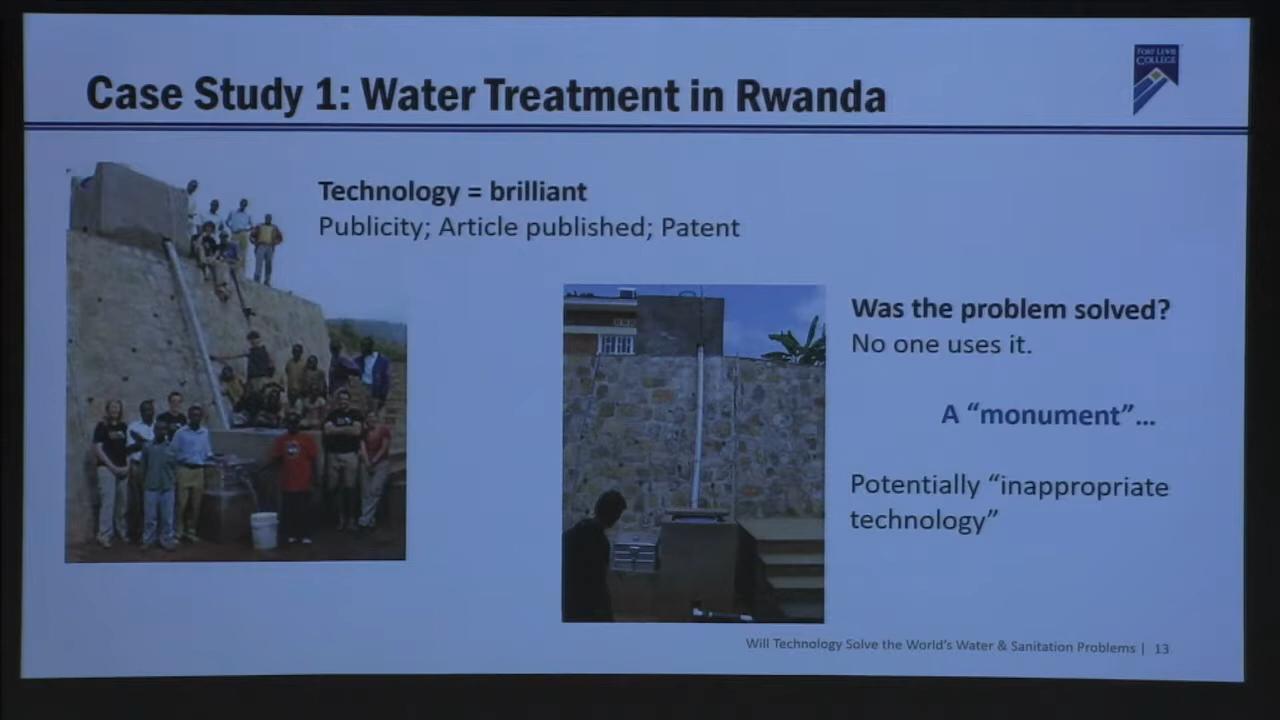 Case Study 1: Water Treatment in Rwanda
FORT LEWIS
COLLEGE
Technology = brilliant
Publicity; Article published; Patent
Was the problem solved?
No one uses it.
A “monument”…
Potentially “inappropriate
technology”
Will Technology Solve the World’s Water & Sanitation Problems | 13